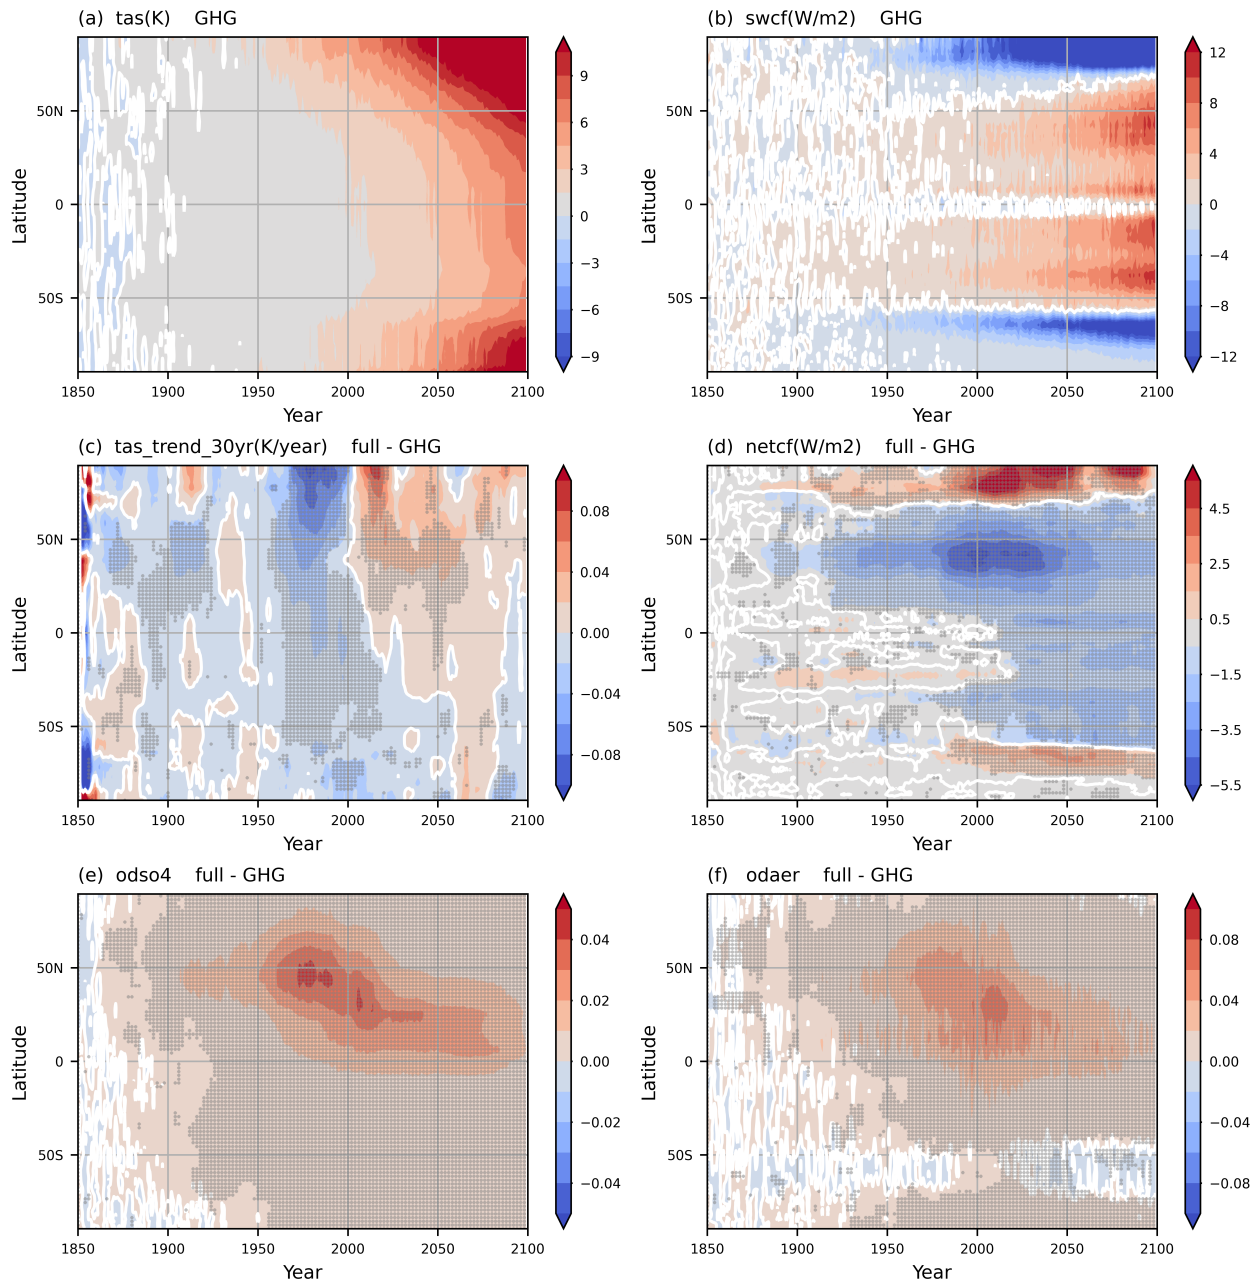 (a) tas(K) GHG
50N
0
50S
Latitude
1850 1900 1950 2000 2050 2100
Year
9
6
3
0
−3
−6
−9
(b) swcf(W/m2) GHG
50N
0
50S
Latitude
1850 1900 1950 2000 2050 2100
Year
12
8
4
0
−4
−8
−12
(c) tas_trend_30yr(K/year) full - GHG
50N
0
50S
Latitude
1850 1900 1950 2000 2050 2100
Year
0.08
0.04
0.00
−0.04
−0.08
(d) netcf(W/m2) full - GHG
50N
0
50S
Latitude
1850 1900 1950 2000 2050 2100
Year
4.5
2.5
0.5
−1.5
−3.5
−5.5
(e) odso4 full - GHG
50N
0
50S
Latitude
1850 1900 1950 2000 2050 2100
Year
0.04
0.02
0.00
−0.02
−0.04
(f) odaer full - GHG
50N
0
50S
Latitude
1850 1900 1950 2000 2050 2100
Year
0.08
0.04
0.00
−0.04
−0.08